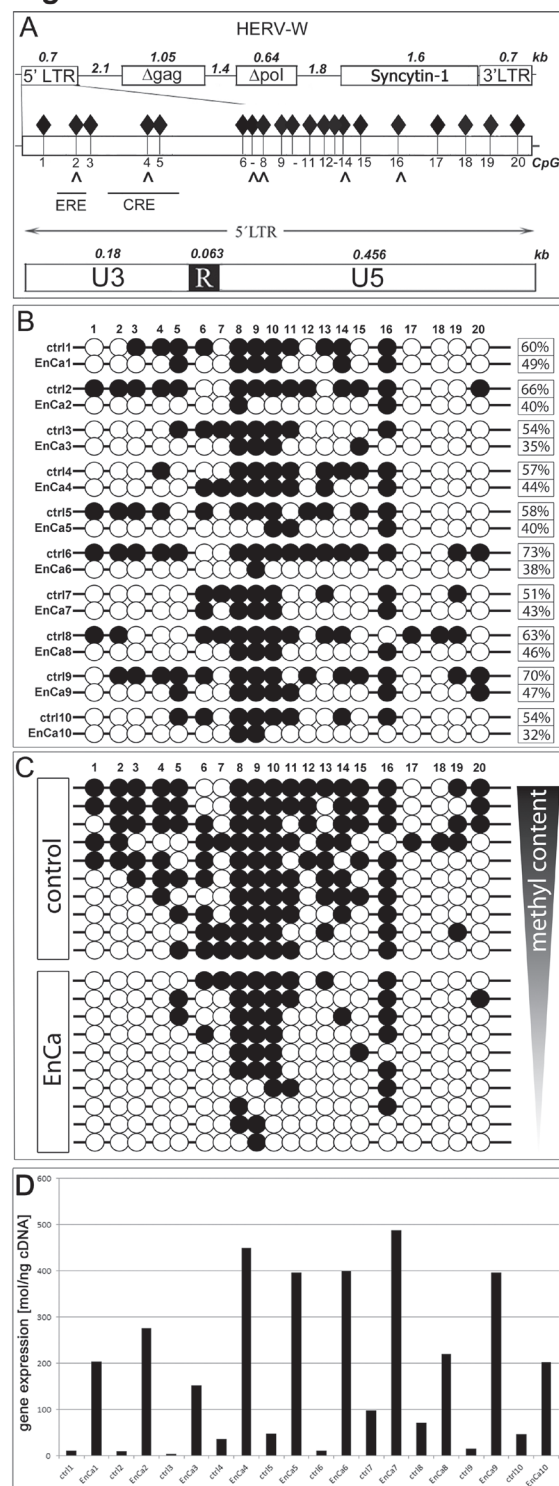 A
HERV-W
0.7 1.05 0.64 1.6 0.7 kb
5' LTR 2.1 Δgag 1.4 Δpol 1.8 Syncytin-1 3'LTR
1 2 3 4 5 6 - 8 9 - 11 12 -14 15 16 17 18 19 20 CpG
^ ^ ^^ ^ ^
ERE CRE
5´LTR
0.18 0.063 0.456 kb
U3 R U5
B
1 2 3 4 5 6 7 8 9 10 11 12 13 14 15 16 17 18 19 20
ctrl1 60%
EnCa1 49%
ctrl2 66%
EnCa2 40%
ctrl3 54%
EnCa3 35%
ctrl4 57%
EnCa4 44%
ctrl5 58%
EnCa5 40%
ctrl6 73%
EnCa6 38%
ctrl7 51%
EnCa7 43%
ctrl8 63%
EnCa8 46%
ctrl9 70%
EnCa9 47%
ctrl10 54%
EnCa10 32%
C
1 2 3 4 5 6 7 8 9 10 11 12 13 14 15 16 17 18 19 20
control
EnCa
methyl content
D
gene expression [mol/ng cDNA]
600
500
400
300
200
100
0
ctrl1 EnCa1 ctrl2 EnCa2 ctrl3 EnCa3 ctrl4 EnCa4 ctrl5 EnCa5 ctrl6 EnCa6 ctrl7 EnCa7 ctrl8 EnCa8 ctrl9 EnCa9 ctrl10 EnCa10